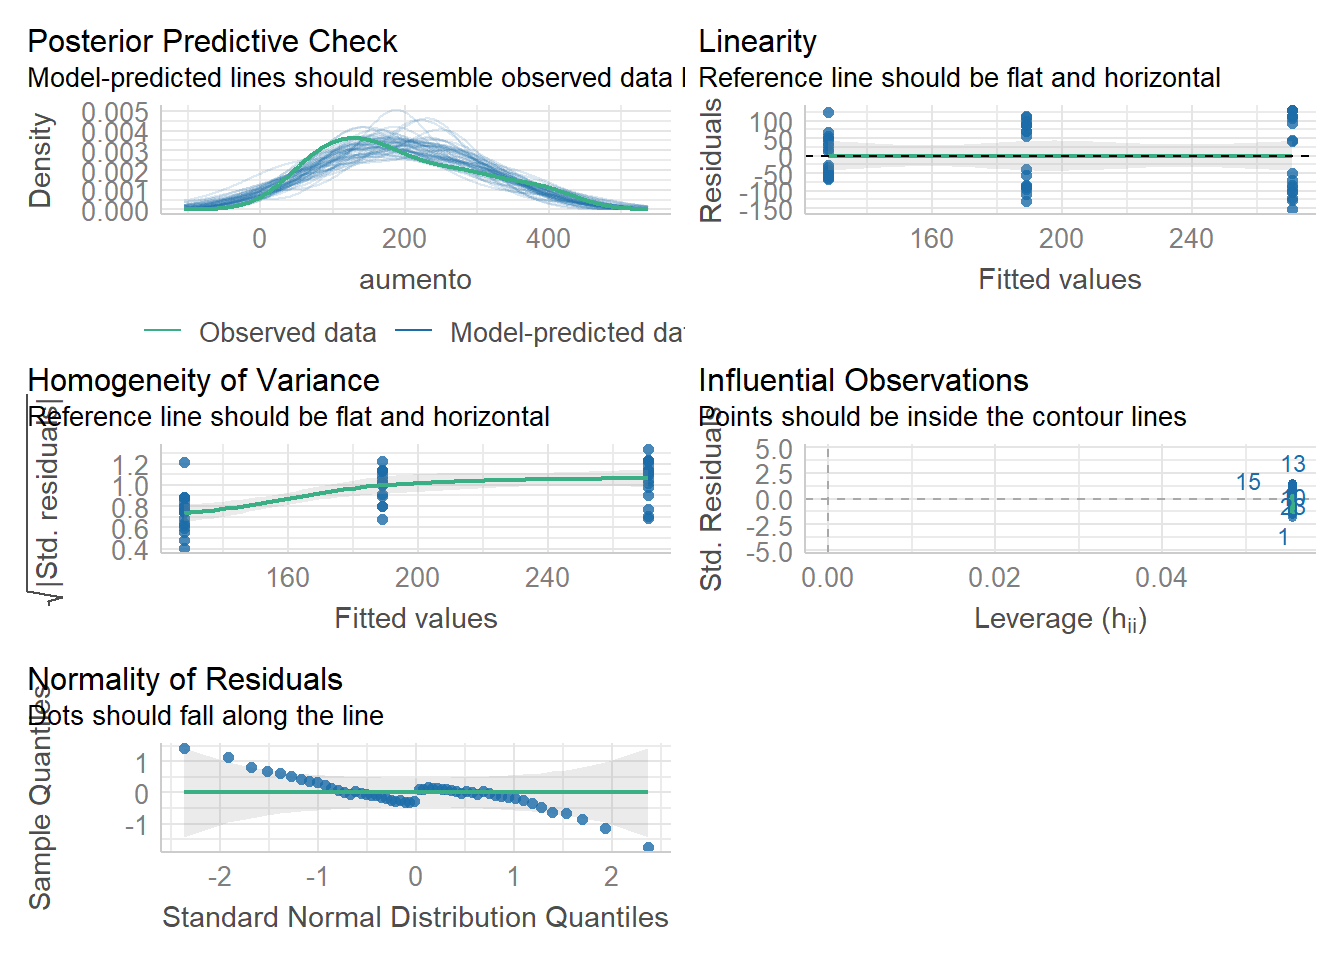 Posterior Predictive Check
Model-predicted lines should resemble observed data l
Density
0.005
0.004
0.003
0.002
0.001
0.000
0 200 400
aumento
Observed data Model-predicted dat
Linearity
Reference line should be flat and horizontal
Residuals
100
50
0
-50
-100
-150
160 200 240
Fitted values
Homogeneity of Variance
Reference line should be flat and horizontal
√|Std. residuals|
1.2
1.0
0.8
0.6
0.4
160 200 240
Fitted values
Influential Observations
Points should be inside the contour lines
Std. Residuals
5.0
2.5
0.0
-2.5
-5.0
13
15
1
0.00 0.02 0.04
Leverage (hii)
Normality of Residuals
Dots should fall along the line
Sample Quantiles
1
0
-1
-2 -1 0 1 2
Standard Normal Distribution Quantiles